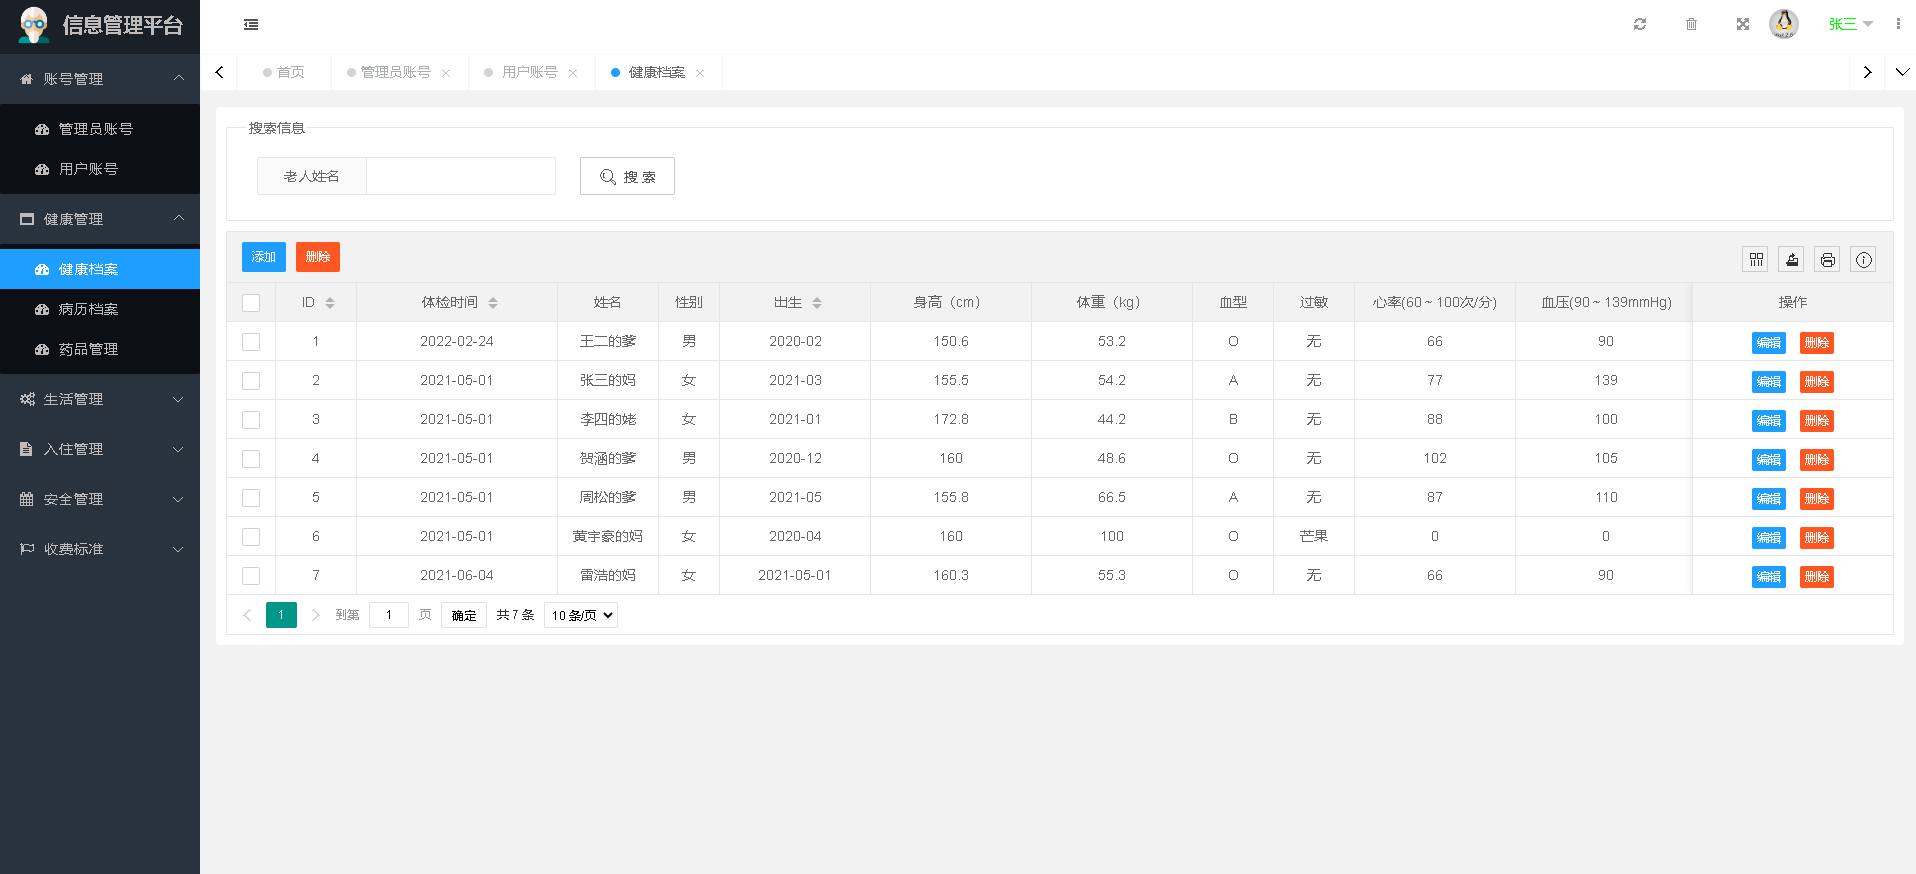 信息管理平台
张三
账号管理
管理员账号
用户账号
健康管理
健康档案
病历档案
药品管理
生活管理
入住管理
安全管理
收费标准
首页 管理员账号 用户账号 健康档案
搜索信息
老人姓名 搜 索
添加 删除
ID 体检时间 姓名 性别 出生 身高（cm） 体重（kg） 血型 过敏 心率(60～100次/分) 血压(90～139mmHg) 操作
1 2022-02-24 王二的爹 男 2020-02 150.6 53.2 O 无 66 90 编辑 删除
2 2021-05-01 张三的妈 女 2021-03 155.5 54.2 A 无 77 139 编辑 删除
3 2021-05-01 李四的姥 女 2021-01 172.8 44.2 B 无 88 100 编辑 删除
4 2021-05-01 贺涵的爹 男 2020-12 160 48.6 O 无 102 105 编辑 删除
5 2021-05-01 周松的爹 男 2021-05 155.8 66.5 A 无 87 110 编辑 删除
6 2021-05-01 黄宇豪的妈 女 2020-04 160 100 O 芒果 0 0 编辑 删除
7 2021-06-04 雷浩的妈 女 2021-05-01 160.3 55.3 O 无 66 90 编辑 删除
1 到第 1 页 确定 共 7 条 10 条/页